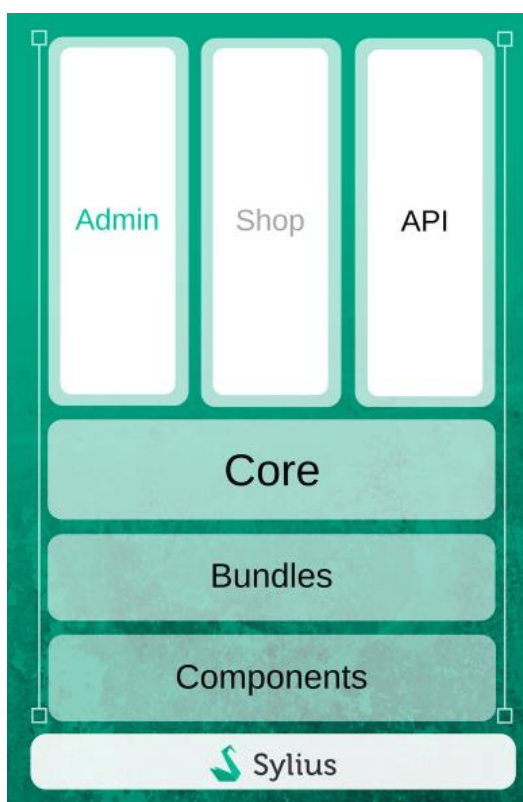 Admin
Shop
API
Core
Bundles
Components
Sylius